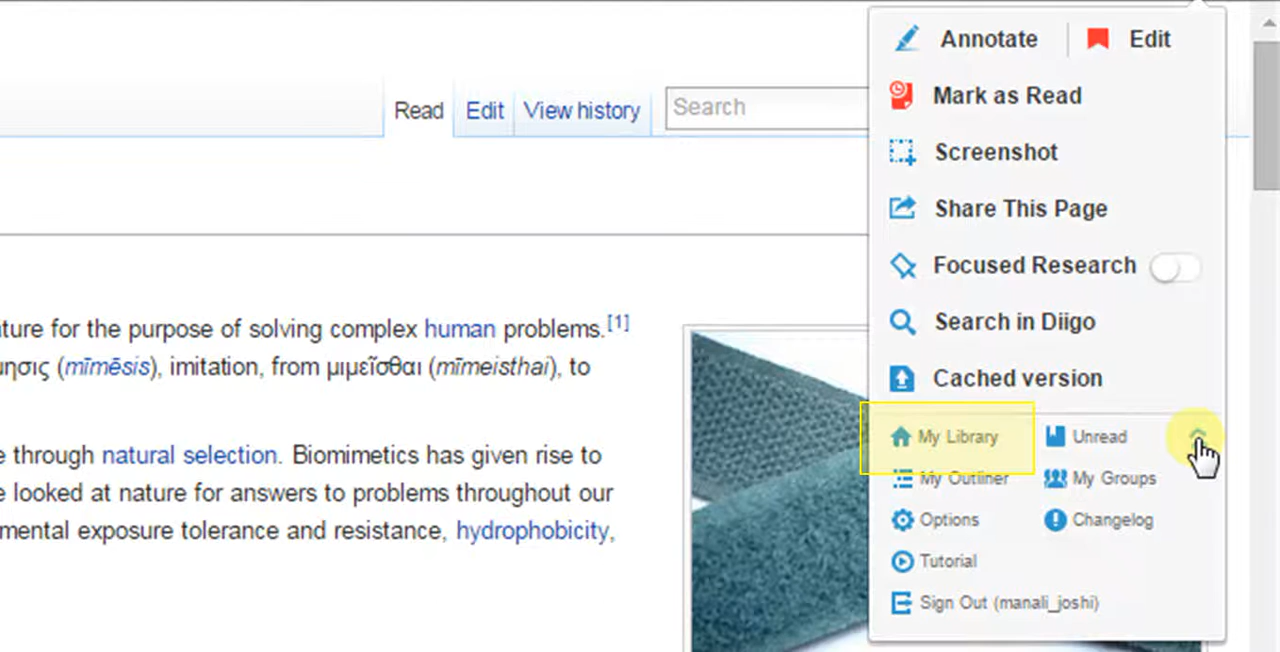 Annotate Edit
Mark as Read
Screenshot
Share This Page
Focused Research
Search in Diigo
Cached version
My Library Unread
My Outliner My Groups
Options Changelog
Tutorial
Sign Out (manali_joshi)
Read Edit View history Search
ture for the purpose of solving complex human problems.[1]
ησις (mīmēsis), imitation, from μιμεῖσθαι (mīmeisthai), to
e through natural selection. Biomimetics has given rise to
e looked at nature for answers to problems throughout our
mental exposure tolerance and resistance, hydrophobicity,